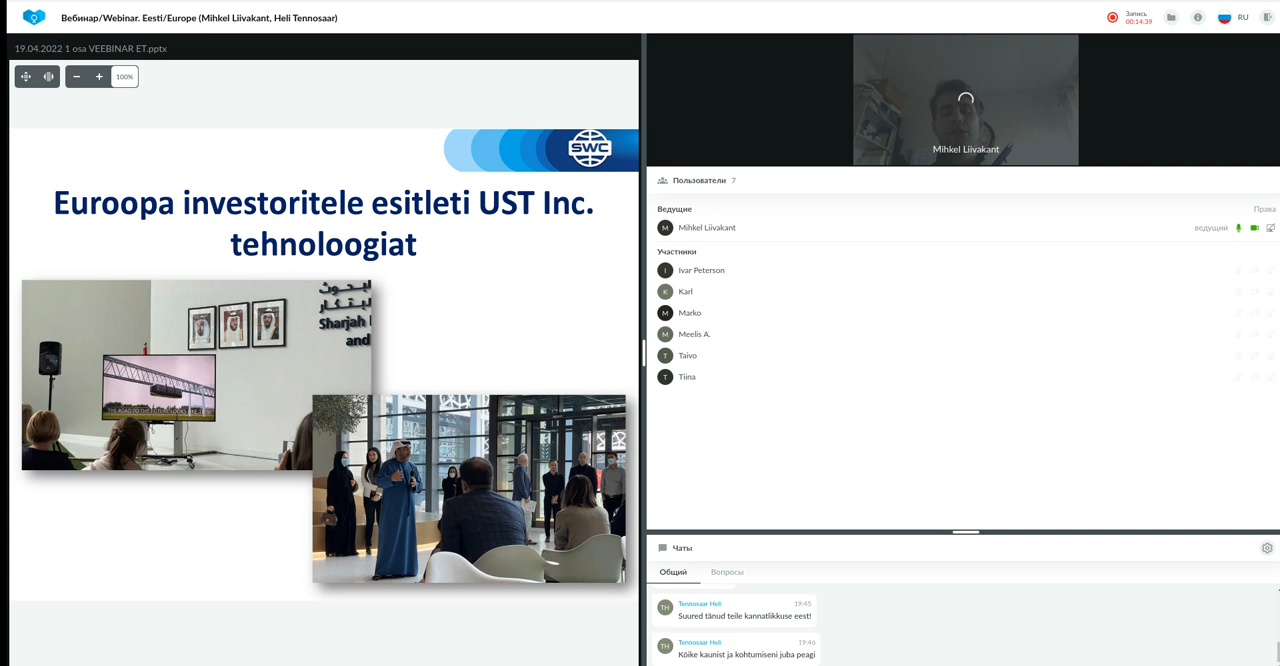 Вебинар/Webinar. Eesti/Europe (Mihkel Liivakant, Heli Tennosaar)
Запись
00:14:39
RU
19.04.2022 1 osa VEEBINAR ET.pptx
100%
SWC
Euroopa investoritele esitleti UST Inc.
tehnoloogiat
Sharjah
and
Mihkel Liivakant
Пользователи 7
Ведущие
Права
M
Mihkel Liivakant
ведущий
Участники
I
Ivar Peterson
K
Karl
M
Marko
M
Meelis A.
T
Taivo
T
Tiina
Чаты
Общий
Вопросы
TH
Tennosaar Heli
19:45
Suured tänud teile kannatlikkuse eest!
TH
Tennosaar Heli
19:46
Kõike kaunist ja kohtumiseni juba peagi